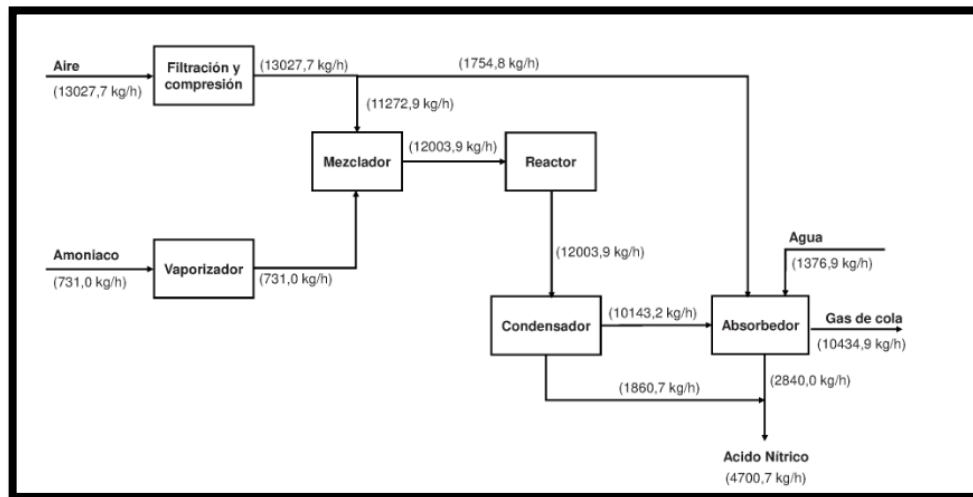 Aire
(13027,7 kg/h)
Filtración y
compresión
(13027,7 kg/h)
(1754,8 kg/h)
(11272,9 kg/h)
Mezclador
(12003,9 kg/h)
Reactor
Amoniaco
(731,0 kg/h)
Vaporizador
(731,0 kg/h)
(12003,9 kg/h)
Agua
(1376,9 kg/h)
Condensador
(10143,2 kg/h)
Absorbedor
Gas de cola
(10434,9 kg/h)
(1860,7 kg/h)
(2840,0 kg/h)
Acido Nítrico
(4700,7 kg/h)